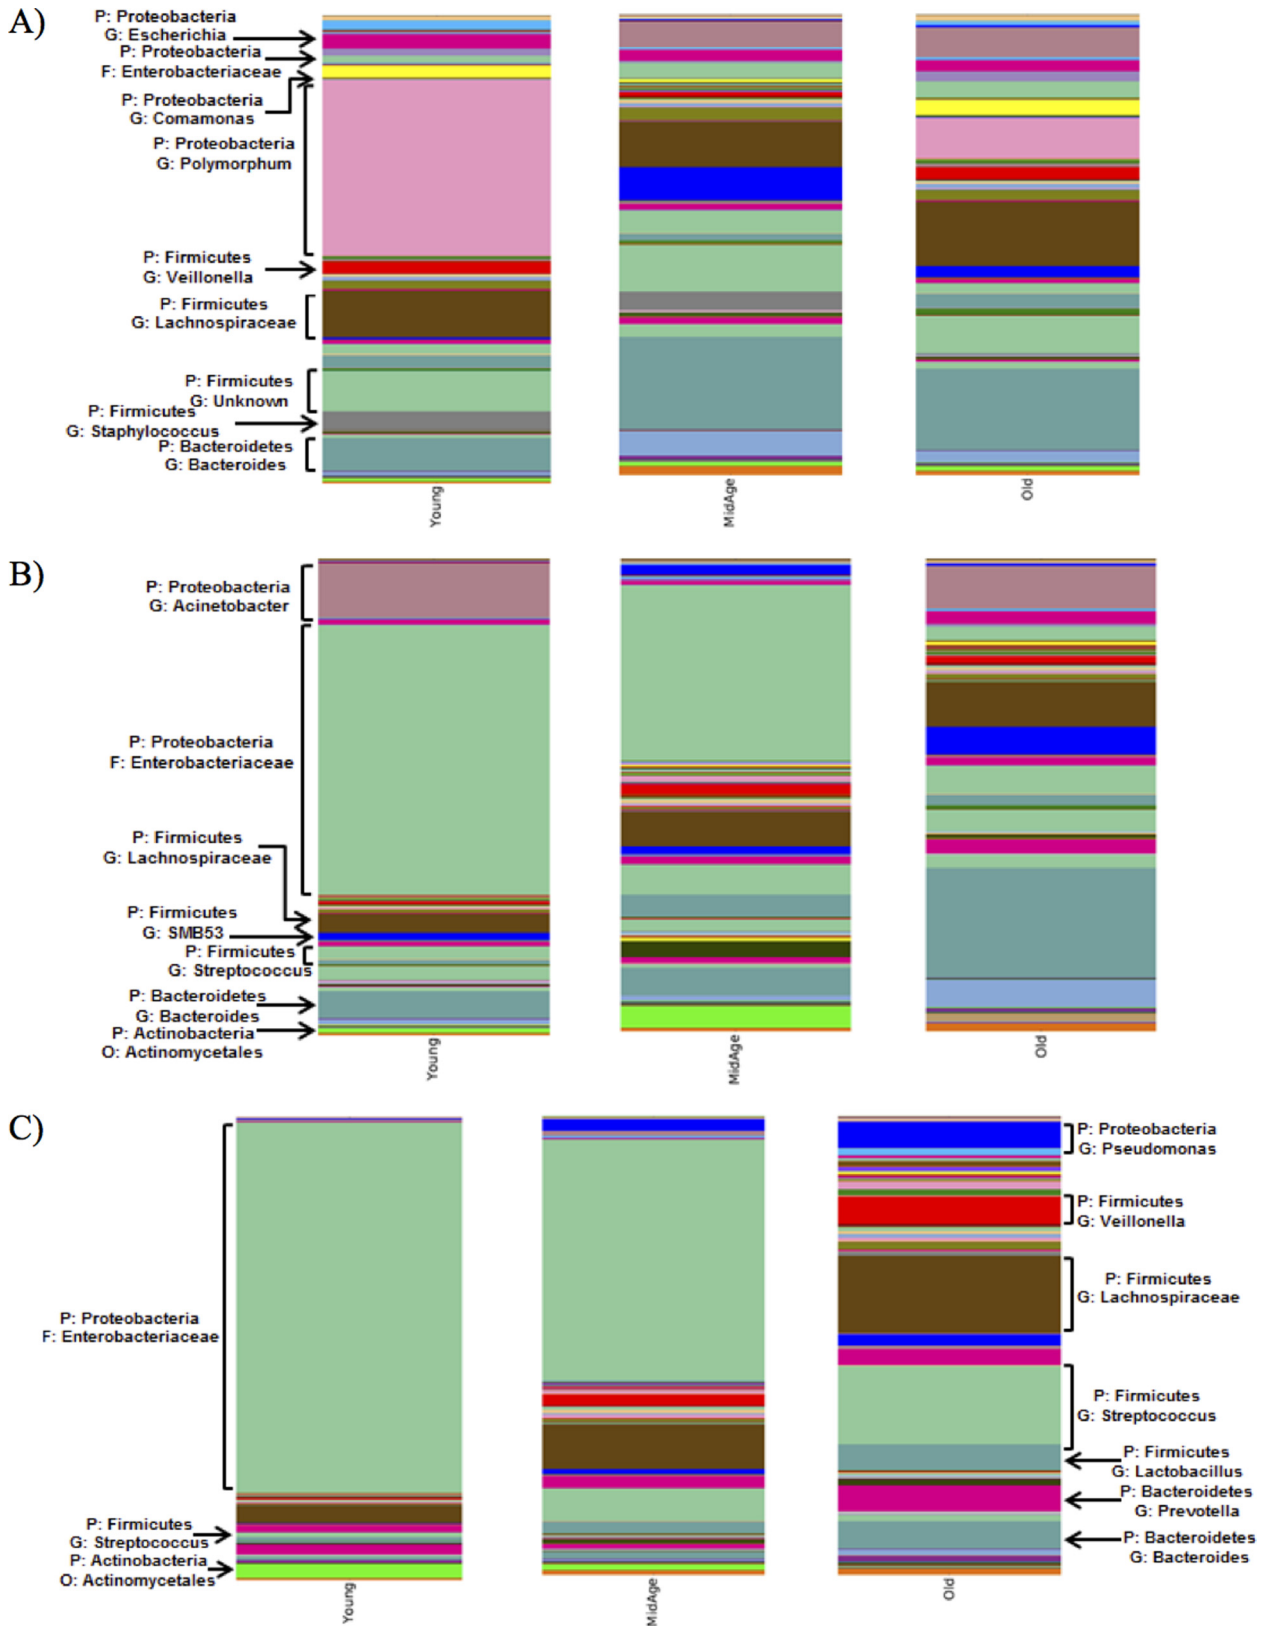 A)
P: Proteobacteria
G: Escherichia
P: Proteobacteria
F: Enterobacteriaceae
P: Proteobacteria
G: Comamonas
P: Proteobacteria
G: Polymorphum
P: Firmicutes
G: Veillonella
P: Firmicutes
G: Lachnospiraceae
P: Firmicutes
G: Unknown
P: Firmicutes
G: Staphylococcus
P: Bacteroidetes
G: Bacteroides
Young
MidAge
Old
B)
P: Proteobacteria
G: Acinetobacter
P: Proteobacteria
F: Enterobacteriaceae
P: Firmicutes
G: Lachnospiraceae
P: Firmicutes
G: SMB53
P: Firmicutes
G: Streptococcus
P: Bacteroidetes
G: Bacteroides
P: Actinobacteria
O: Actinomycetales
Young
MidAge
Old
C)
P: Proteobacteria
F: Enterobacteriaceae
P: Firmicutes
G: Streptococcus
P: Actinobacteria
O: Actinomycetales
P: Proteobacteria
G: Pseudomonas
P: Firmicutes
G: Veillonella
P: Firmicutes
G: Lachnospiraceae
P: Firmicutes
G: Streptococcus
P: Firmicutes
G: Lactobacillus
P: Bacteroidetes
G: Prevotella
P: Bacteroidetes
G: Bacteroides
Young
MidAge
Old